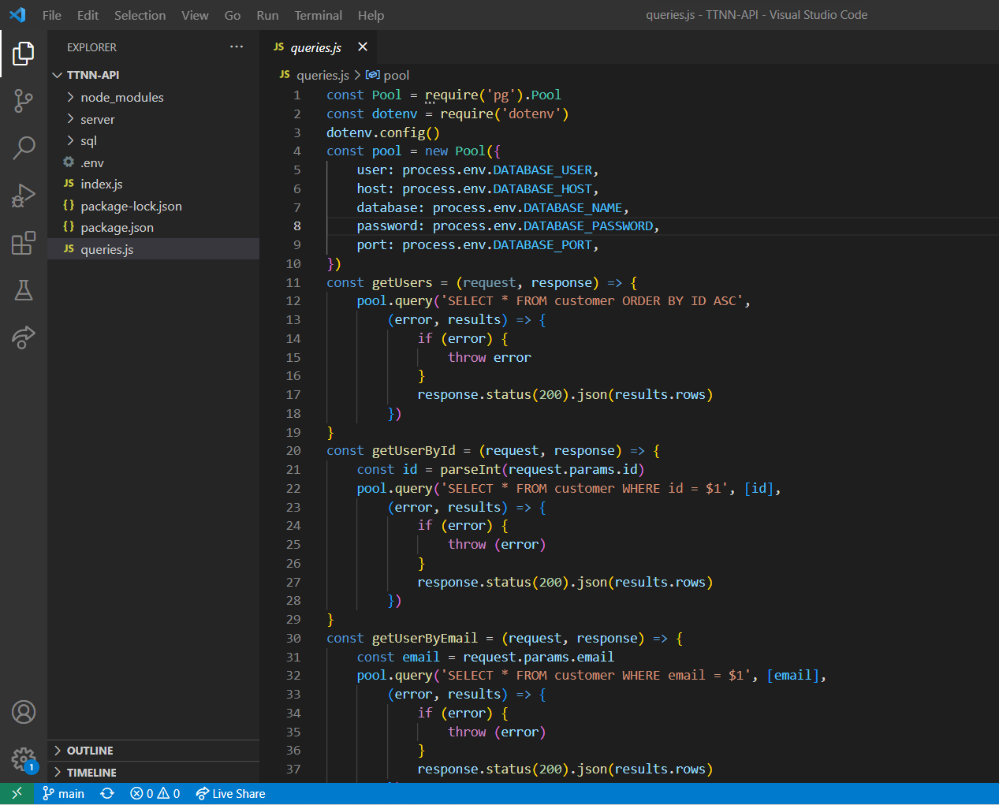 File Edit Selection View Go Run Terminal Help queries.js - TTNN-API - Visual Studio Code
EXPLORER ...
TTNN-API
node_modules
server
sql
.env
JS index.js
{} package-lock.json
{} package.json
JS queries.js
OUTLINE
TIMELINE
JS queries.js ×
JS queries.js > pool
1 const Pool = require('pg').Pool
2 const dotenv = require('dotenv')
3 dotenv.config()
4 const pool = new Pool({
5 user: process.env.DATABASE_USER,
6 host: process.env.DATABASE_HOST,
7 database: process.env.DATABASE_NAME,
8 password: process.env.DATABASE_PASSWORD,
9 port: process.env.DATABASE_PORT,
10 })
11 const getUsers = (request, response) => {
12 pool.query('SELECT * FROM customer ORDER BY ID ASC',
13 (error, results) => {
14 if (error) {
15 throw error
16 }
17 response.status(200).json(results.rows)
18 })
19 }
20 const getUserById = (request, response) => {
21 const id = parseInt(request.params.id)
22 pool.query('SELECT * FROM customer WHERE id = $1', [id],
23 (error, results) => {
24 if (error) {
25 throw (error)
26 }
27 response.status(200).json(results.rows)
28 })
29 }
30 const getUserByEmail = (request, response) => {
31 const email = request.params.email
32 pool.query('SELECT * FROM customer WHERE email = $1', [email],
33 (error, results) => {
34 if (error) {
35 throw (error)
36 }
37 response.status(200).json(results.rows)
1
main 0 0 Live Share